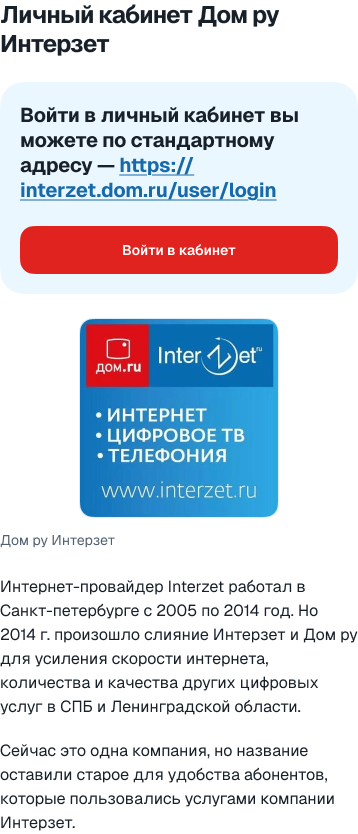 Личный кабинет Дом ру
Интерзет
Войти в личный кабинет вы
можете по стандартному
адресу — https://
interzet.dom.ru/user/login
Войти в кабинет
дом.ru
InterZet.ru
• ИНТЕРНЕТ
• ЦИФРОВОЕ ТВ
• ТЕЛЕФОНИЯ
www.interzet.ru
Дом ру Интерзет
Интернет-провайдер Interzet работал в
Санкт-петербурге с 2005 по 2014 год. Но
2014 г. произошло слияние Интерзет и Дом ру
для усиления скорости интернета,
количества и качества других цифровых
услуг в СПБ и Ленинградской области.
Сейчас это одна компания, но название
оставили старое для удобства абонентов,
которые пользовались услугами компании
Интерзет.